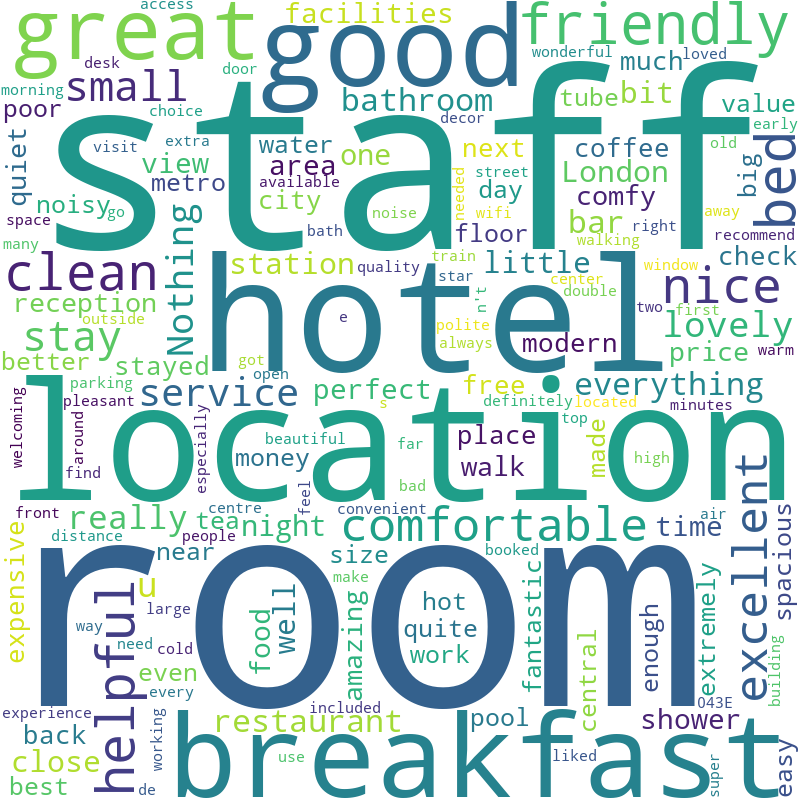 access
great
good
facilities
friendly
desk
door
wonderful
loved
much
morning
small
bathroom
tube
bit
value
poor
choice
decor
early
staff
quiet
visit
extra
water
next
coffee
old
bed
view
area
one
street
London
big
metro
available
day
comfy
noisy
city
noise
needed
wifi
away
space
go
bath
floor
bar
right
recommend
many
Nothing
walking
check
clean
station
quality
train
little
window
hotel
star
center
nice
reception
e
n't
double
two
first
outside
polite
stay
always
modern
lovely
better
stayed
got
price
warm
open
parking
service
perfect
free
everything
pleasant
s
definitely
located
minutes
welcoming
location
around
especially
beautiful
far
place
top
made
money
walk
high
find
bad
feel
front
centre
convenient
air
really
tea
night
comfortable
time
excellent
spacious
distance
people
near
size
booked
expensive
room
u
make
helpful
large
well
hot
fantastic
enough
extremely
way
food
quite
amazing
work
central
need
cold
building
even
every
O43E
experience
included
restaurant
pool
shower
back
working
breakfast
close
use
liked
super
easy
best
de